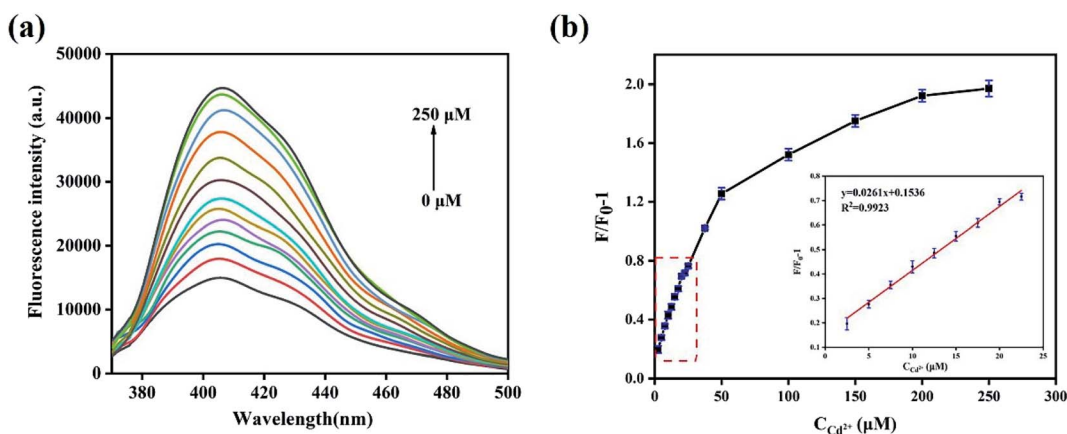 (a)
50000
40000
30000
20000
10000
0
Fluorescence intensity (a.u.)
250 μM
0 μM
380 400 420 440 460 480 500
Wavelength(nm)
(b)
2.0
1.6
1.2
0.8
0.4
0.0
F/F0-1
0 50 100 150 200 250 300
C Cd²⁺ (μM)
y=0.0261x+0.1536
R²=0.9923
0.8
0.7
0.6
0.5
0.4
0.3
0.2
0.1
F/F₀-1
0 5 10 15 20 25
C Cd²⁺ (μM)